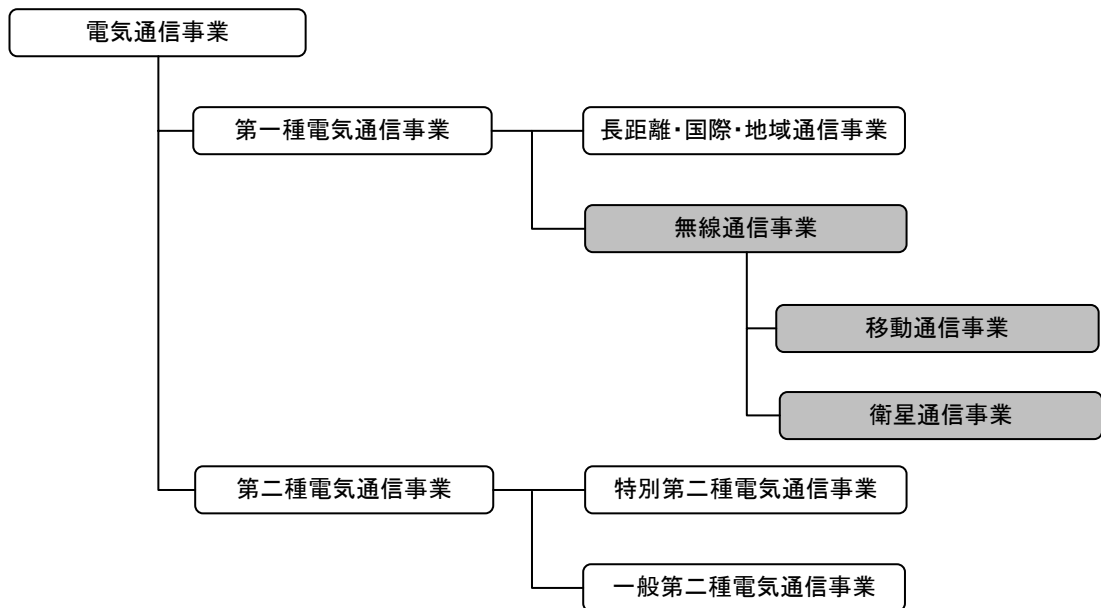 電気通信事業
第一種電気通信事業
長距離・国際・地域通信事業
無線通信事業
移動通信事業
衛星通信事業
第二種電気通信事業
特別第二種電気通信事業
一般第二種電気通信事業